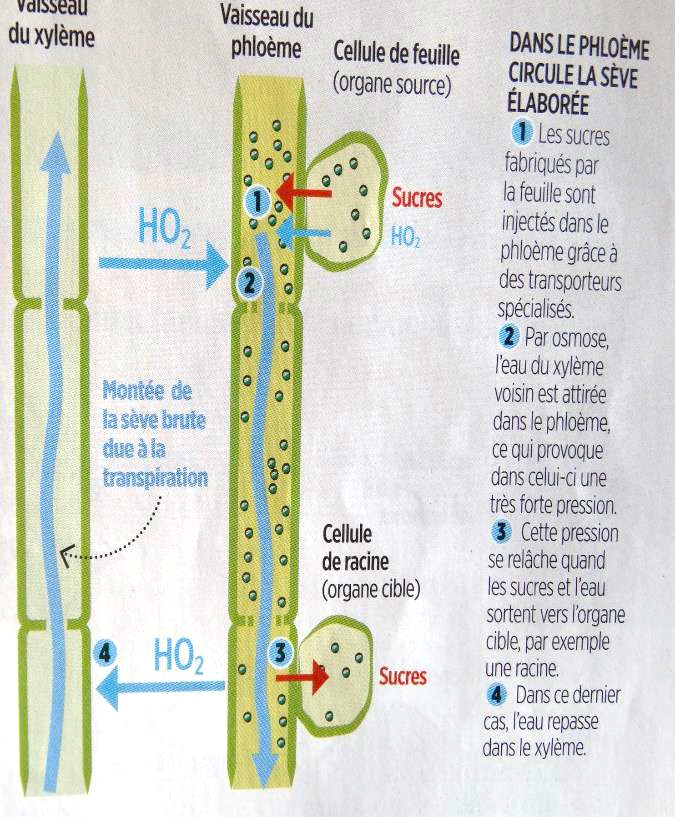 Vaisseau
du xylème
Vaisseau du
phloème
Cellule de feuille
(organe source)
HO₂
1
Sucres
HO₂
2
Montée de
la sève brute
due à la
transpiration
Cellule
de racine
(organe cible)
4
HO₂
3
Sucres
DANS LE PHLOÈME
CIRCULE LA SÈVE
ÉLABORÉE
1 Les sucres
fabriqués par
la feuille sont
injectés dans le
phloème grâce à
des transporteurs
spécialisés.
2 Par osmose,
l'eau du xylème
voisin est attirée
dans le phloème,
ce qui provoque
dans celui-ci une
très forte pression.
3 Cette pression
se relâche quand
les sucres et l'eau
sortent vers l'organe
cible, par exemple
une racine.
4 Dans ce dernier
cas, l'eau repasse
dans le xylème.